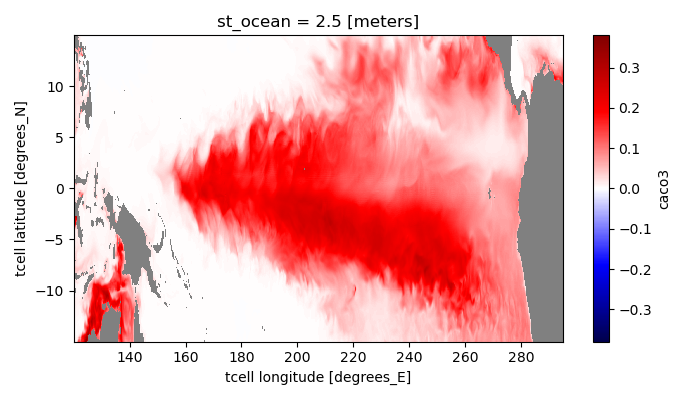 st_ocean = 2.5 [meters]
10
5
0
−5
−10
tcell latitude [degrees_N]
140 160 180 200 220 240 260 280
tcell longitude [degrees_E]
0.3
0.2
0.1
0.0
−0.1
−0.2
−0.3
caco3